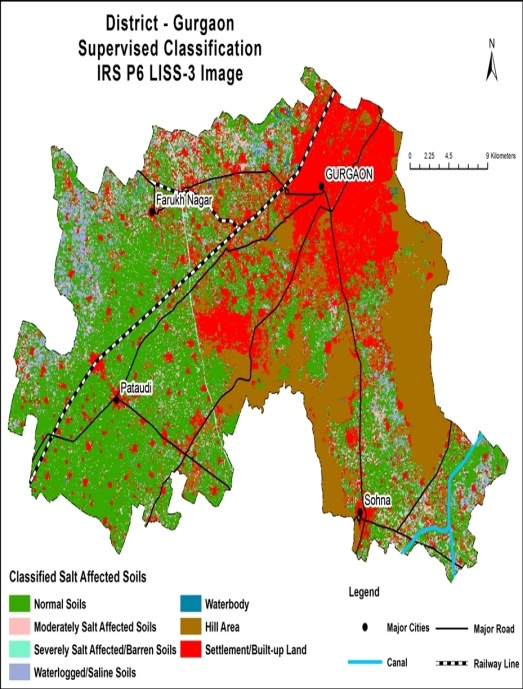 District - Gurgaon
Supervised Classification
IRS P6 LISS-3 Image
N
0 2.25 4.5 9 Kilometers
GURGAON
Farukh Nagar
Pataudi
Sohna
Classified Salt Affected Soils
Normal Soils
Moderately Salt Affected Soils
Severely Salt Affected/Barren Soils
Waterlogged/Saline Soils
Waterbody
Hill Area
Settlement/Built-up Land
Legend
Major Cities
Major Road
Canal
Railway Line